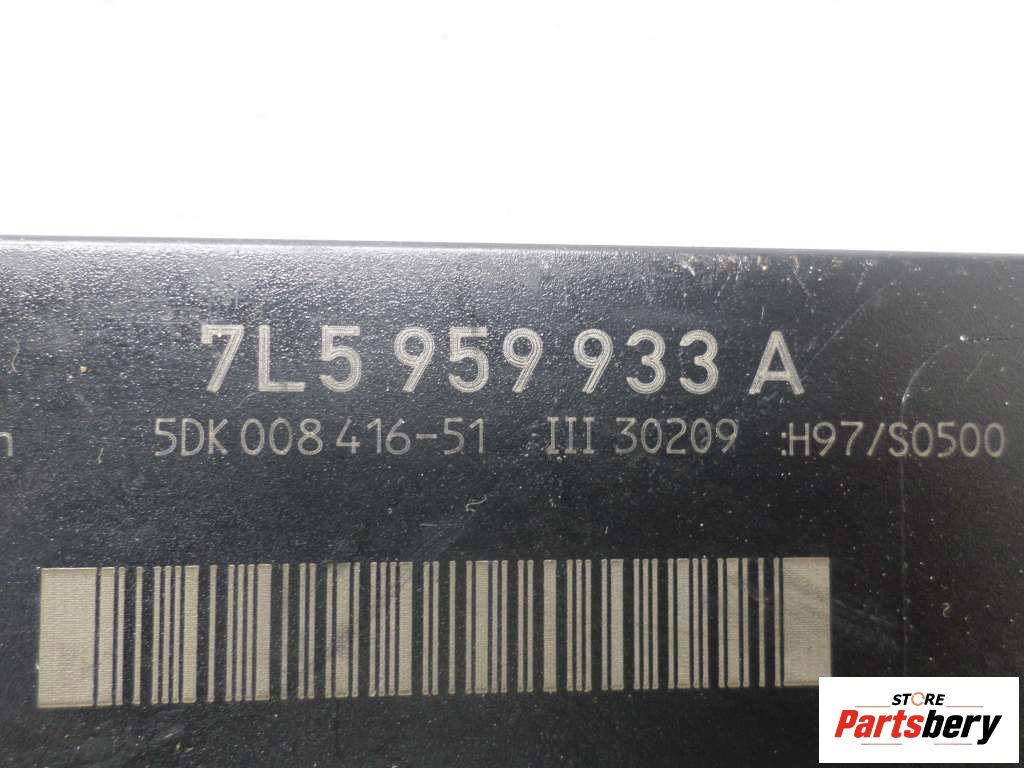 7L5 959 933 A
5DK 008 416-51 III 30209 :H97/S0500
STORE
Partsbery